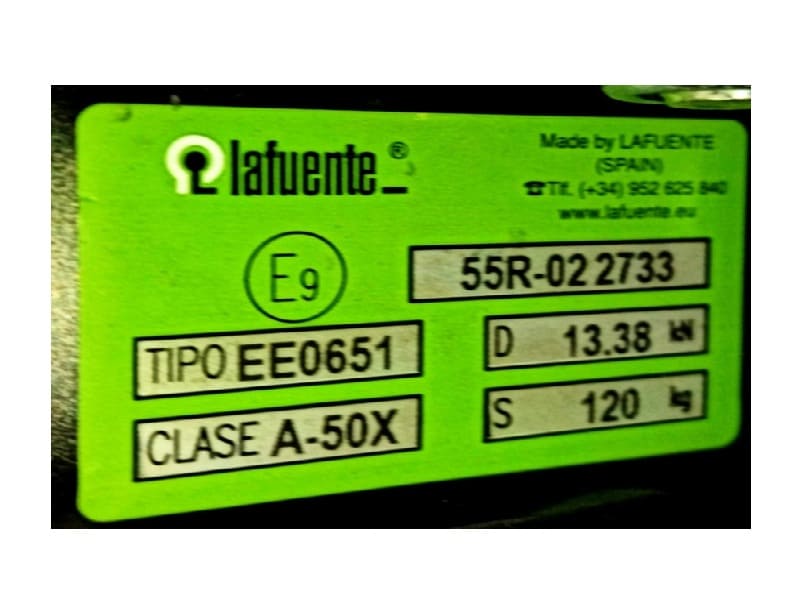 lafuente®
Made by LAFUENTE
(SPAIN)
☎Tlf. (+34) 952 625 840
www.lafuente.eu
E9
55R-02 2733
TIPO EE0651
D 13.38 kN
CLASE A-50X
S 120 kg